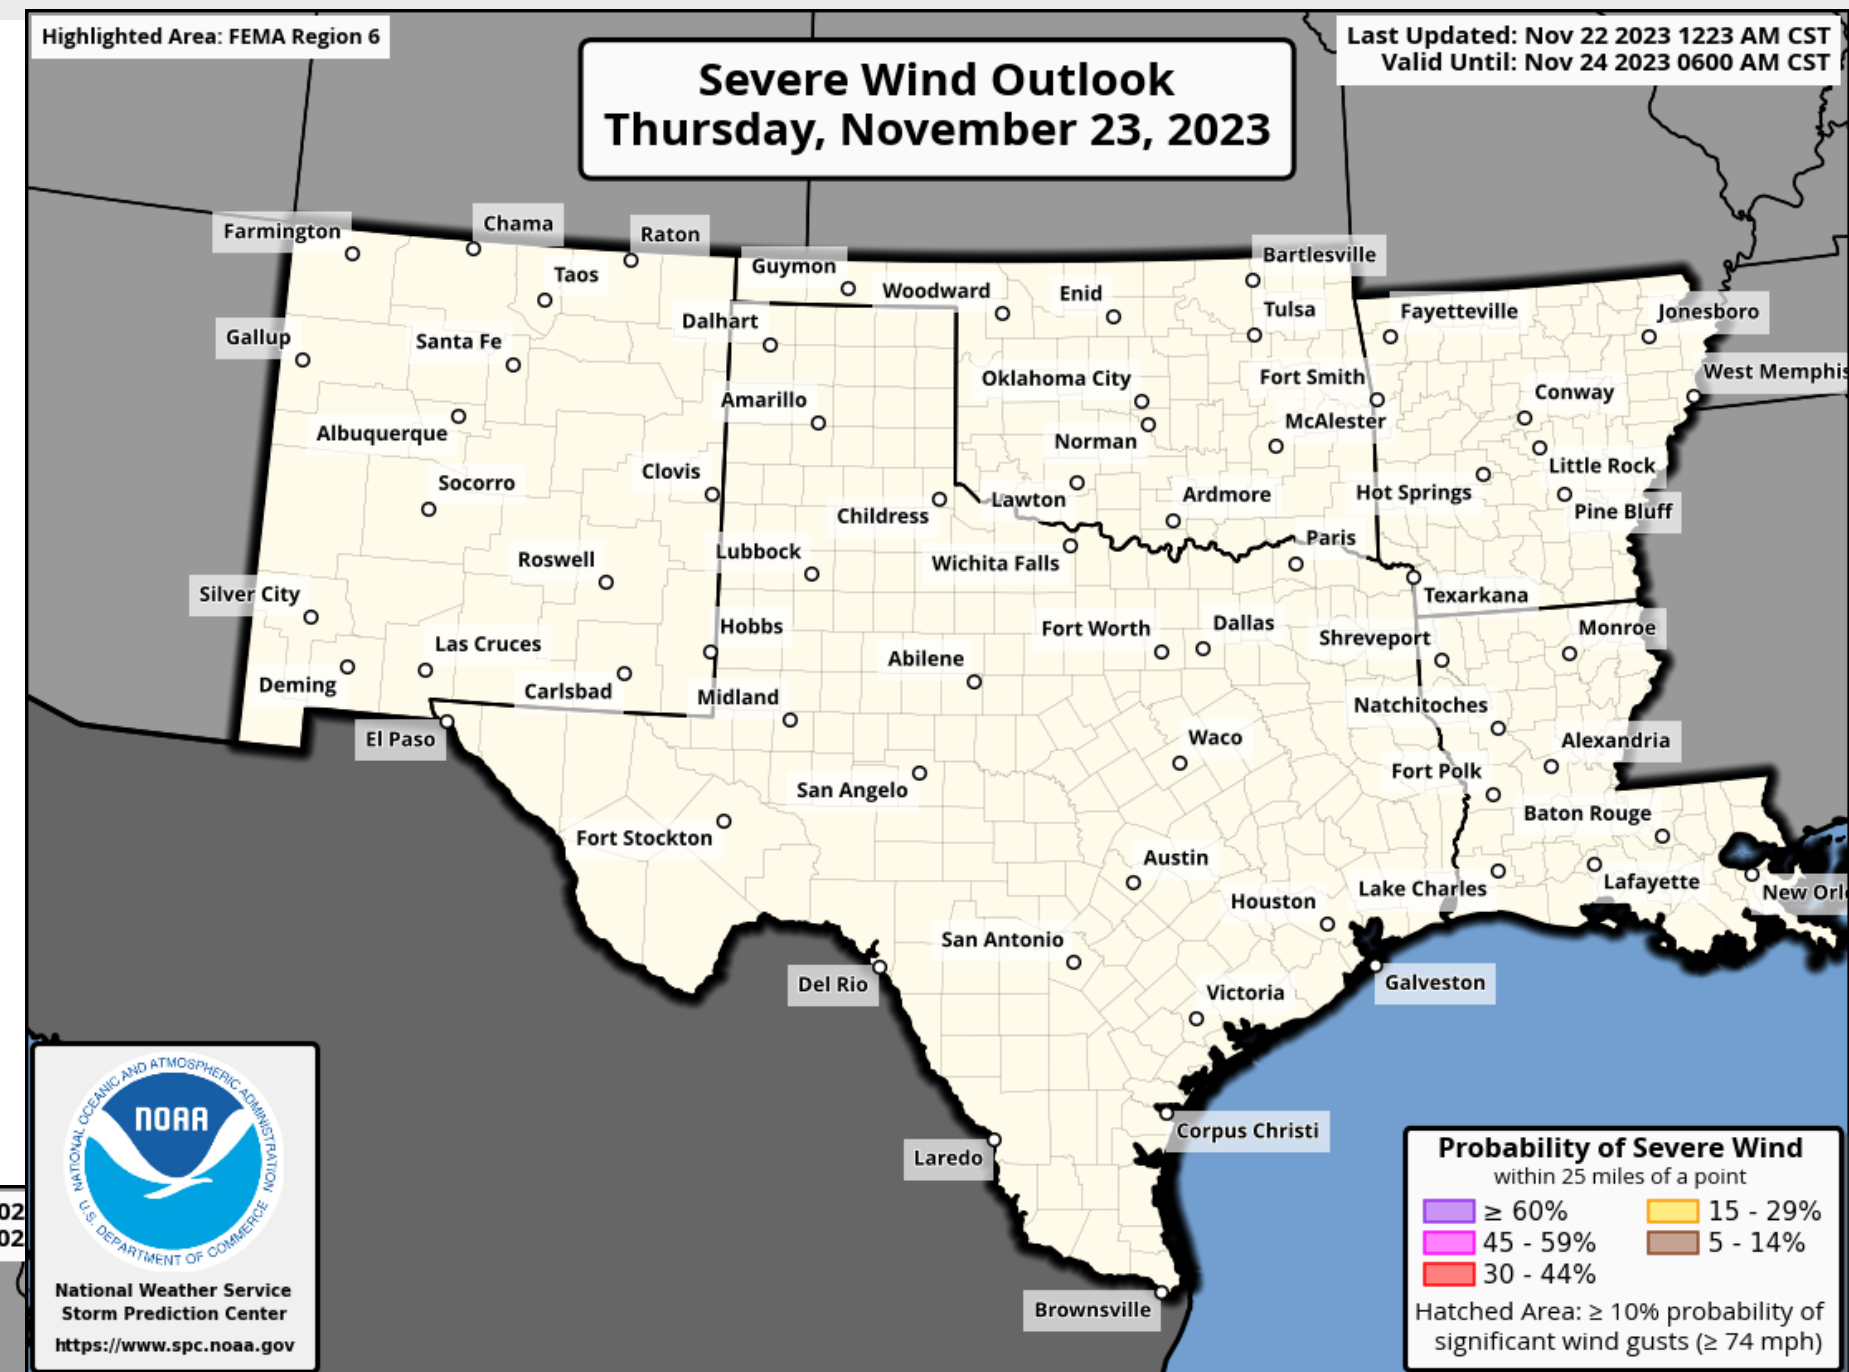 Highlighted Area: FEMA Region 6
Last Updated: Nov 22 2023 1223 AM CST
Valid Until: Nov 24 2023 0600 AM CST
Severe Wind Outlook
Thursday, November 23, 2023
Farmington
Chama
Raton
Guymon
Bartlesville
Taos
Woodward
Enid
Tulsa
Fayetteville
Jonesboro
Gallup
Santa Fe
Dalhart
Oklahoma City
Fort Smith
West Memphis
Amarillo
Conway
Albuquerque
Norman
McAlester
Socorro
Clovis
Little Rock
Childress
Lawton
Ardmore
Hot Springs
Pine Bluff
Roswell
Lubbock
Wichita Falls
Paris
Silver City
Texarkana
Las Cruces
Hobbs
Fort Worth
Dallas
Shreveport
Monroe
Deming
Carlsbad
Midland
Abilene
Natchitoches
El Paso
Waco
Alexandria
San Angelo
Fort Polk
Fort Stockton
Baton Rouge
Austin
Lake Charles
Lafayette
New Orl
Houston
San Antonio
Del Rio
Victoria
Galveston
Corpus Christi
Laredo
Brownsville
02
02
NATIONAL OCEANIC AND ATMOSPHERIC ADMINISTRATION
NOAA
U.S. DEPARTMENT OF COMMERCE
National Weather Service
Storm Prediction Center
https://www.spc.noaa.gov
Probability of Severe Wind
within 25 miles of a point
≥ 60%
15 - 29%
45 - 59%
5 - 14%
30 - 44%
Hatched Area: ≥ 10% probability of
significant wind gusts (≥ 74 mph)